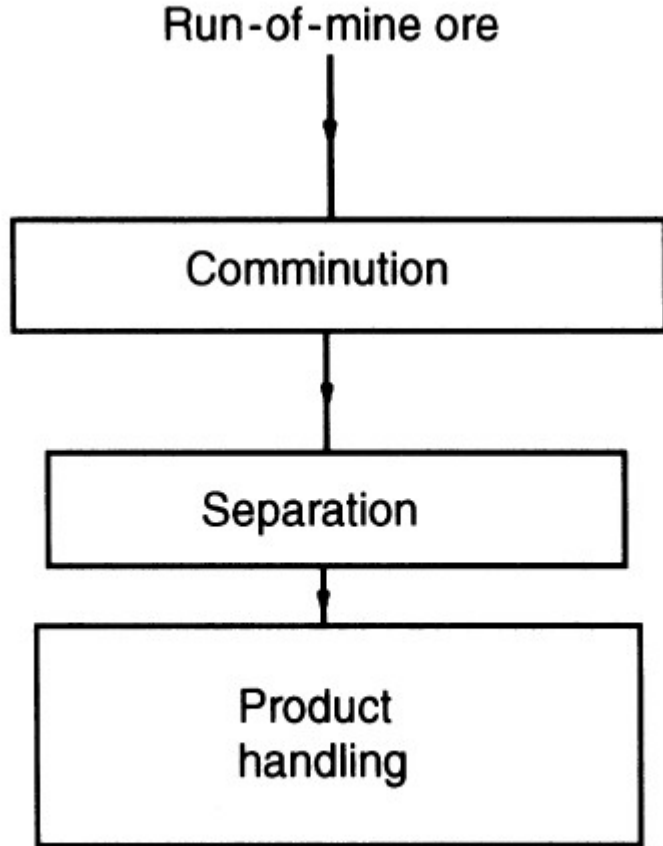 Run-of-mine ore
Comminution
Separation
Product
handling